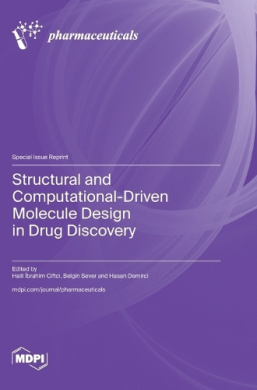 pharmaceuticals
Special Issue Reprint
Structural and
Computational-Driven
Molecule Design
in Drug Discovery
Edited by
Halil İbrahim Ciftci, Belgin Sever and Hasan Demirci
mdpi.com/journal/pharmaceuticals
MDPI